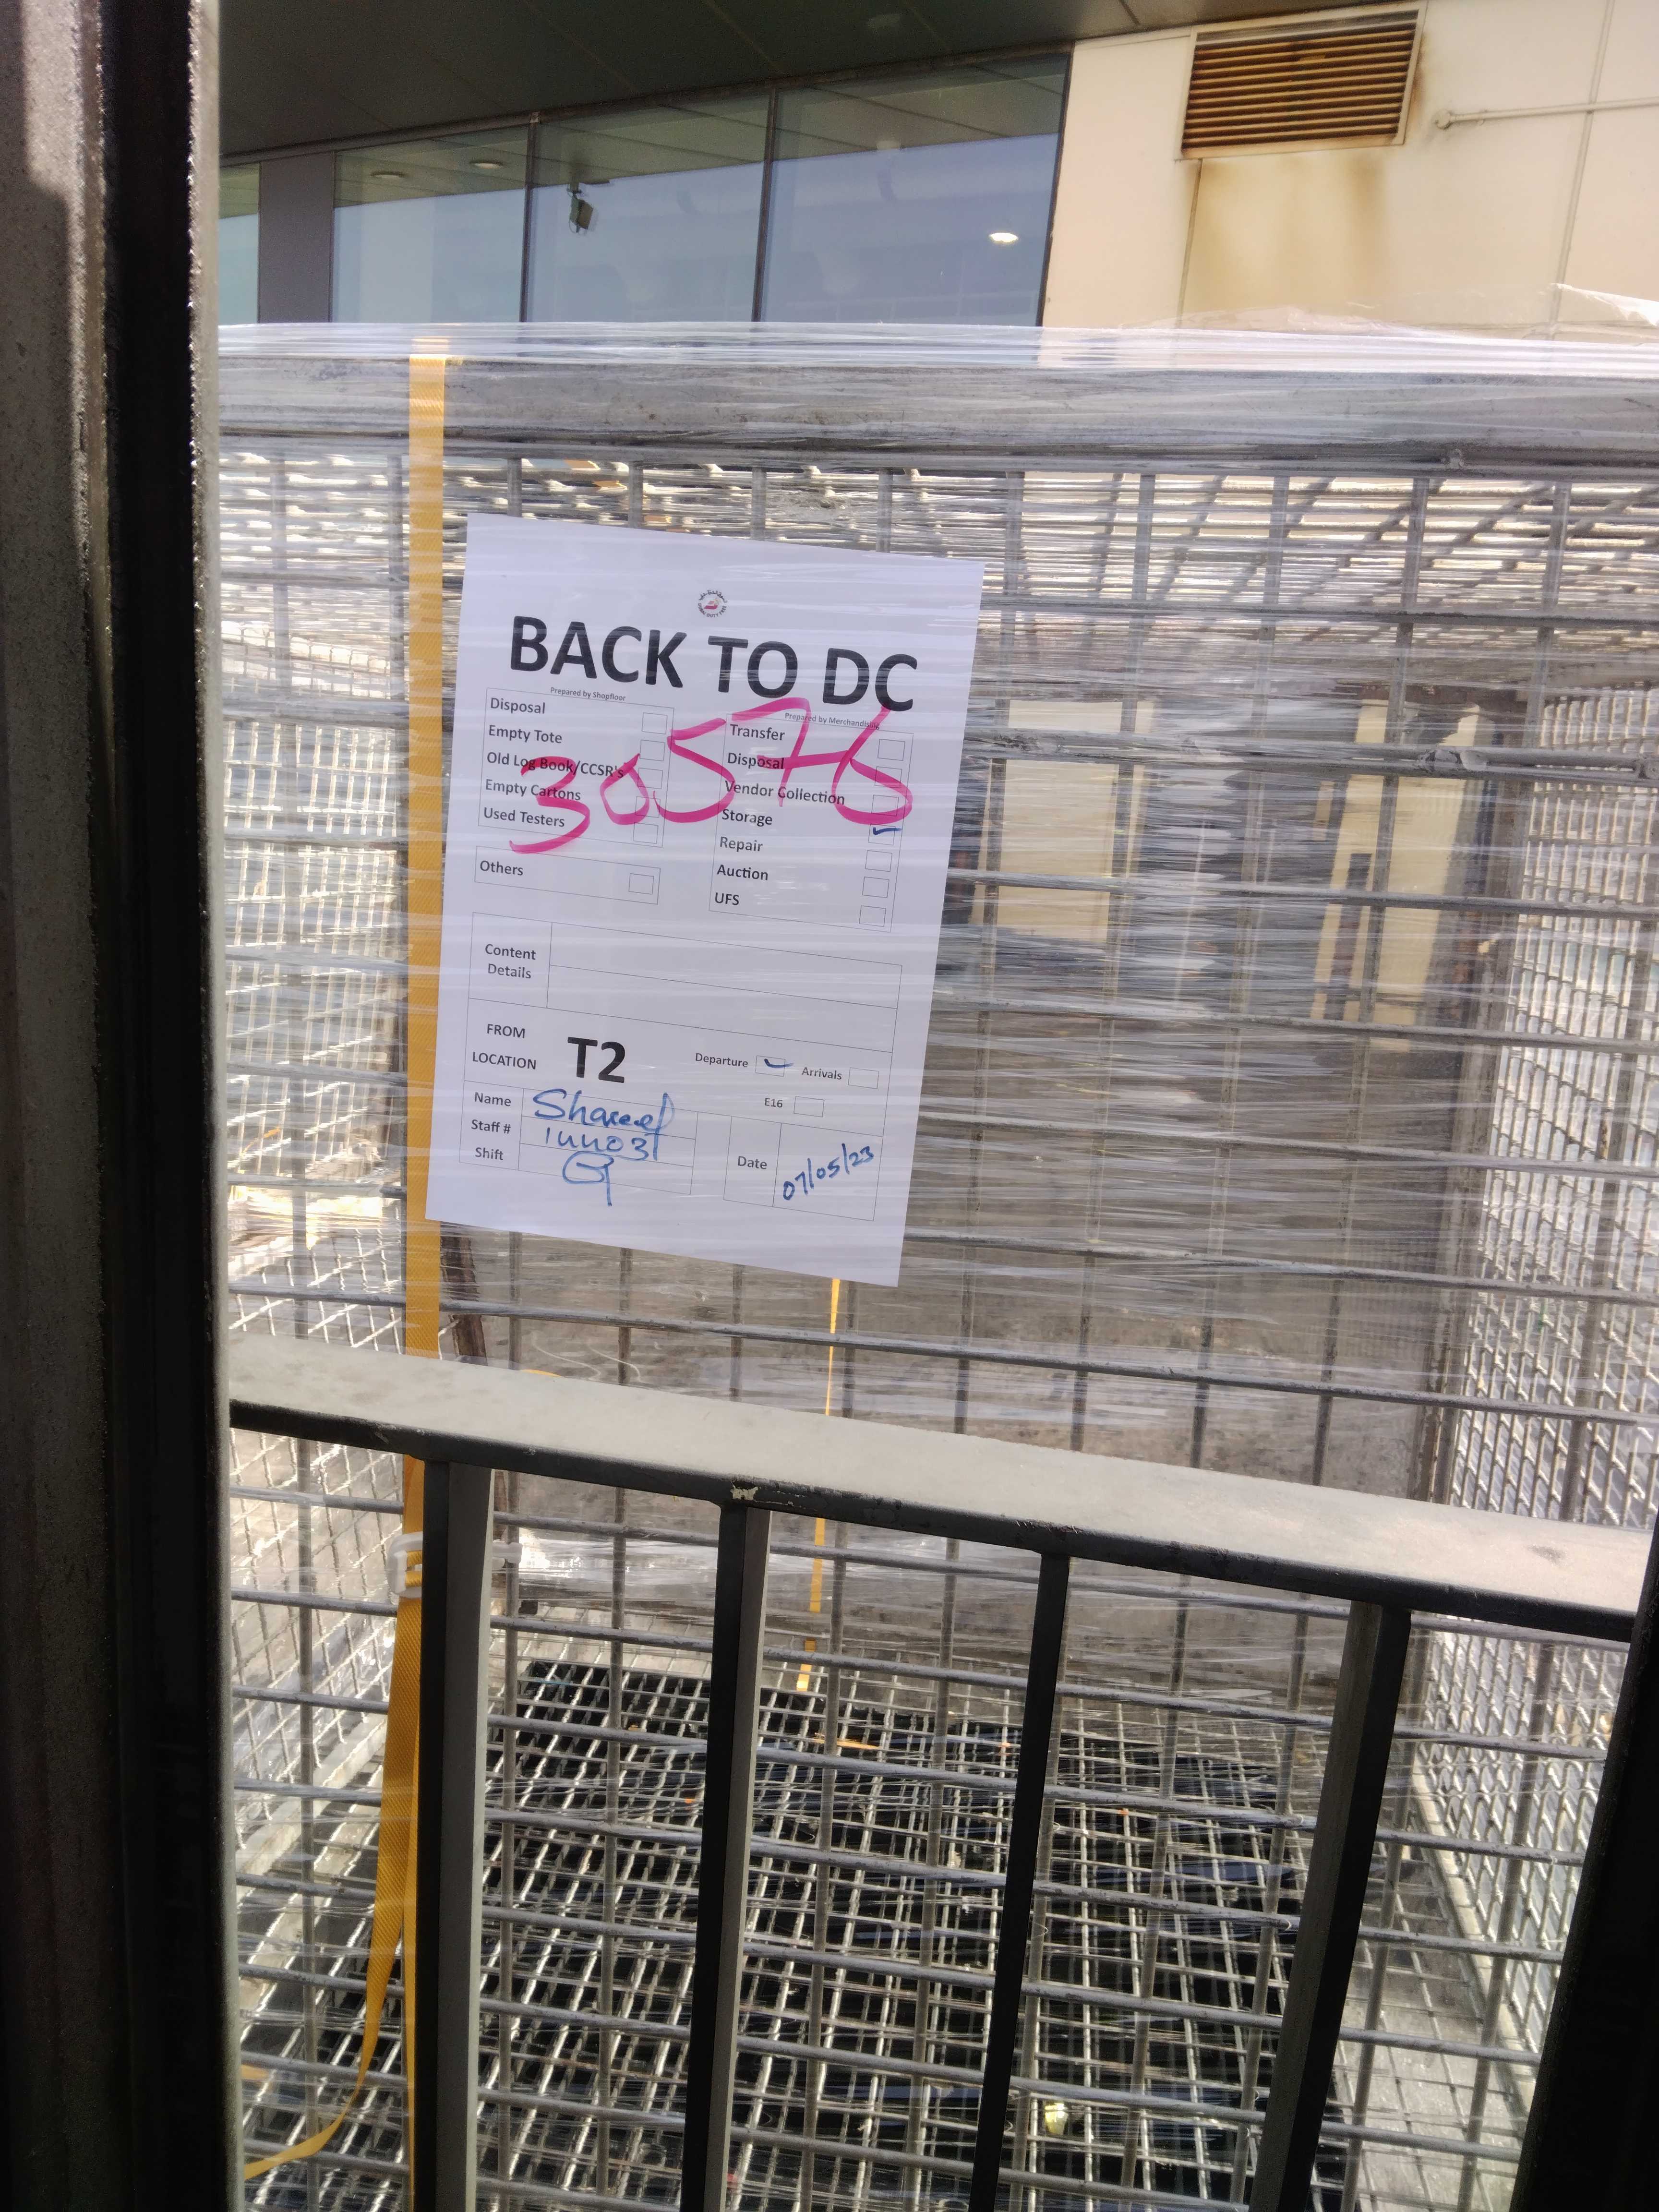 BACK TO DC
Prepared by Shopfloor
Disposal
Empty Tote
Old Log Book/CCSR's
Empty Cartons
Used Testers
Others
Prepared by Merchandising
Transfer
Disposal
Vendor Collection
Storage
Repair
Auction
UFS
30576
Content
Details
FROM
LOCATION
T2
Departure
Arrivals
E16
Name Shareef
Staff #
Shift G
Date 07/05/23